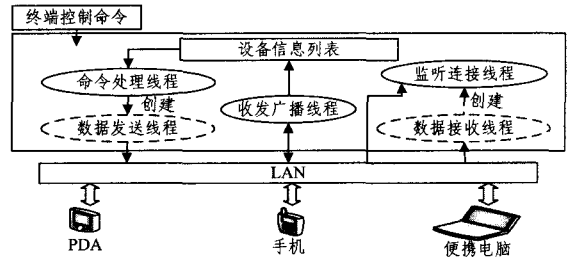 终端控制命令
设备信息列表
命令处理线程
监听连接线程
创建
收发广播线程
创建
数据发送线程
数据接收线程
LAN
PDA
手机
便携电脑